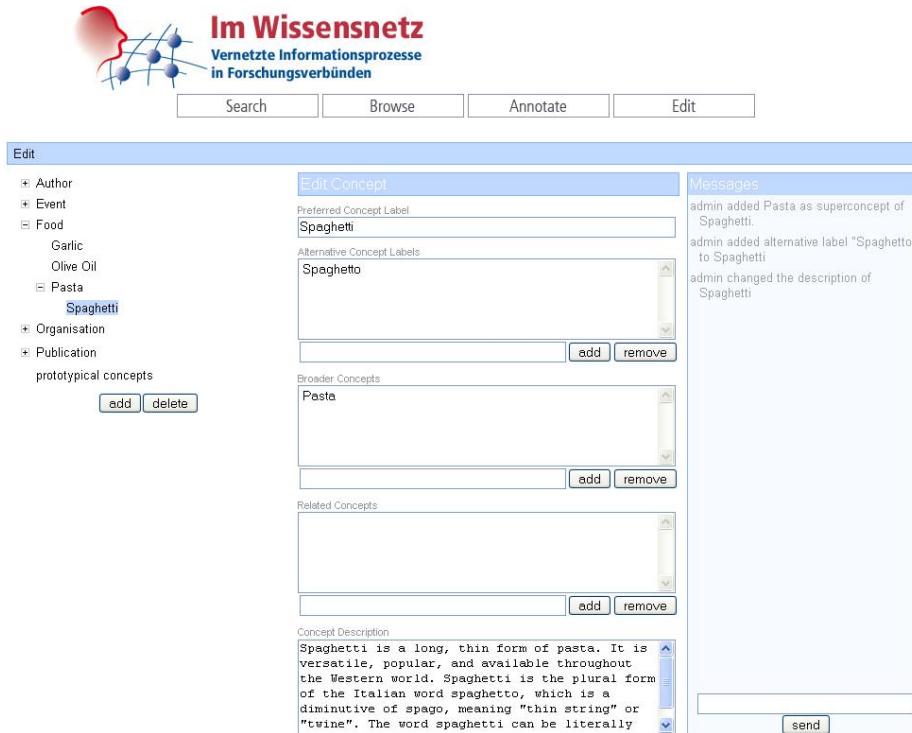 Im Wissensnetz
Vernetzte Informationsprozesse
in Forschungsverbünden
Search
Browse
Annotate
Edit
Edit
Author
Event
Food
Garlic
Olive Oil
Pasta
Spaghetti
Organisation
Publication
prototypical concepts
add
delete
Edit Concept
Preferred Concept Label
Spaghetti
Alternative Concept Labels
Spaghetto
add
remove
Broader Concepts
Pasta
add
remove
Related Concepts
add
remove
Concept Description
Spaghetti is a long, thin form of pasta. It is
versatile, popular, and available throughout
the Western world. Spaghetti is the plural form
of the Italian word spaghetto, which is a
diminutive of spago, meaning "thin string" or
"twine". The word spaghetti can be literally
Messages
admin added Pasta as superconcept of
Spaghetti.
admin added alternative label "Spaghetto
to Spaghetti
admin changed the description of
Spaghetti
send